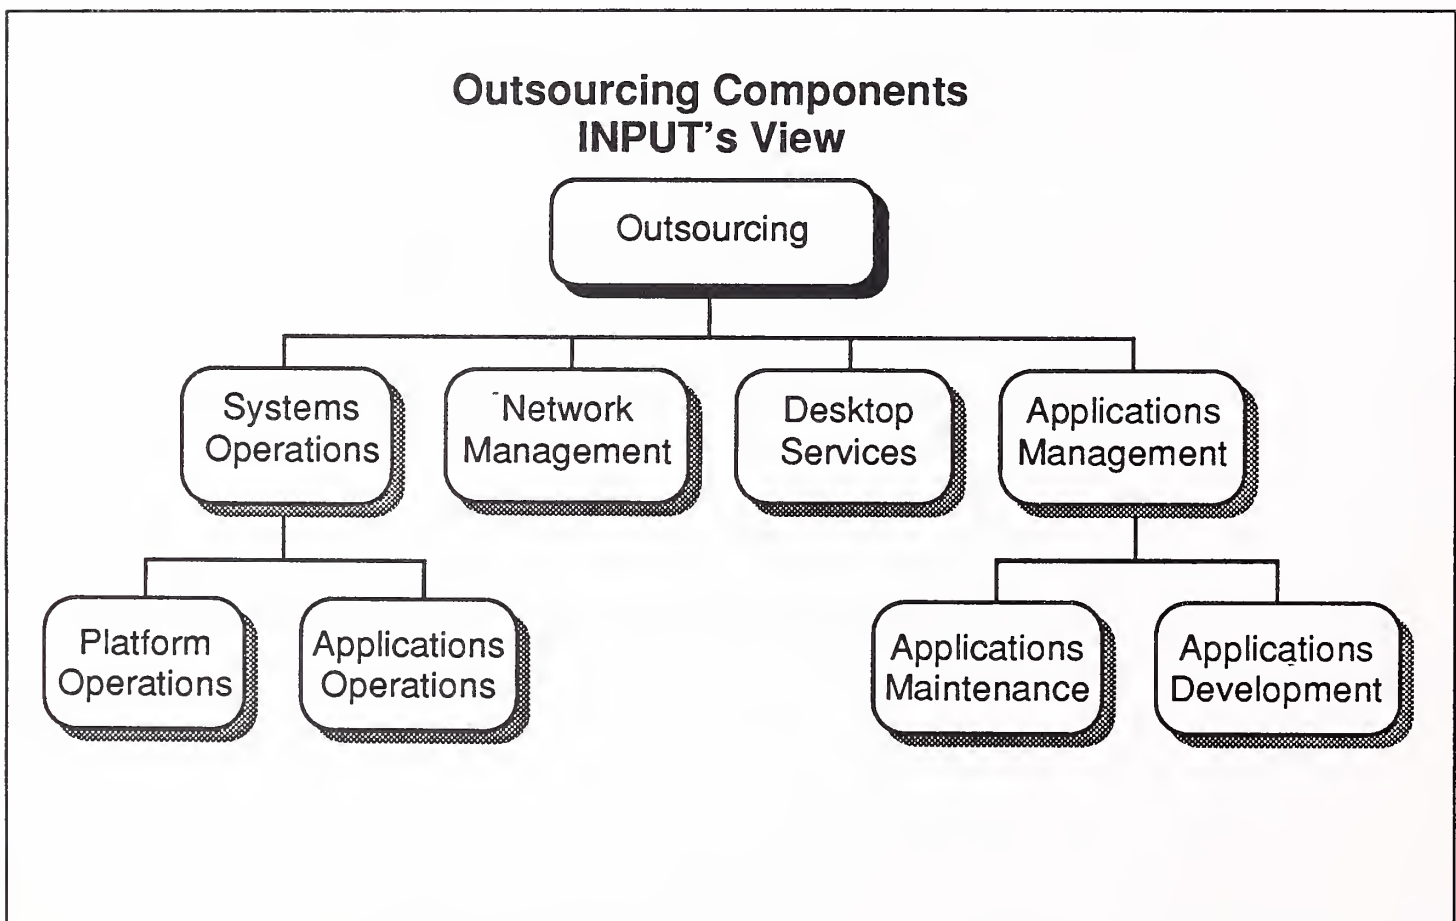 Outsourcing Components
INPUT's View
Outsourcing
Systems
Operations
Network
Management
Desktop
Services
Applications
Management
Platform
Operations
Applications
Operations
Applications
Maintenance
Applications
Development